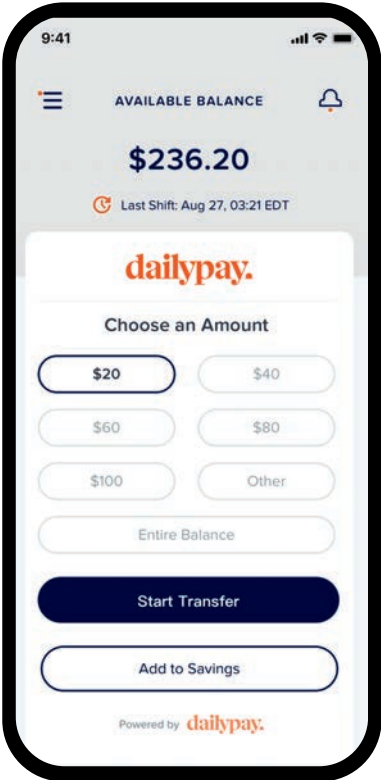 9:41
AVAILABLE BALANCE
$236.20
Last Shift: Aug 27, 03:21 EDT
dailypay.
Choose an Amount
$20 $40
$60 $80
$100 Other
Entire Balance
Start Transfer
Add to Savings
Powered by dailypay.